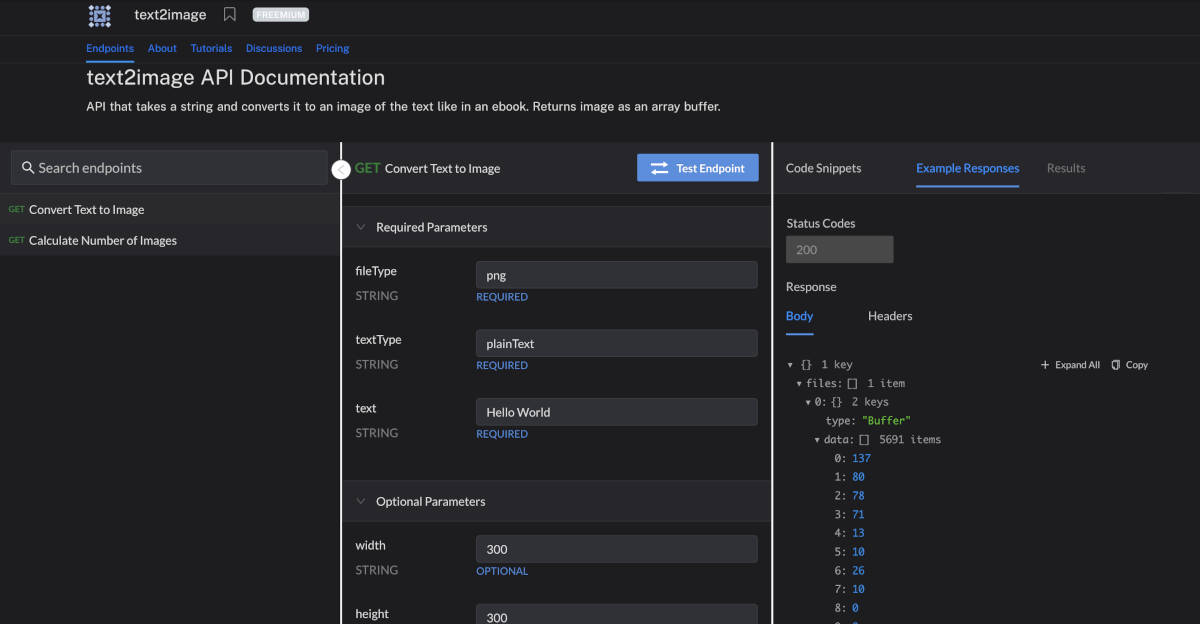 text2image FREEMIUM
Endpoints About Tutorials Discussions Pricing
text2image API Documentation
API that takes a string and converts it to an image of the text like in an ebook. Returns image as an array buffer.
Search endpoints
GET Convert Text to Image
GET Calculate Number of Images
GET Convert Text to Image
Test Endpoint
Required Parameters
fileType
png
STRING
REQUIRED
textType
plainText
STRING
REQUIRED
text
Hello World
STRING
REQUIRED
Optional Parameters
width
300
STRING
OPTIONAL
height
300
Code Snippets Example Responses Results
Status Codes
200
Response
Body Headers
{} 1 key
+ Expand All Copy
files: [] 1 item
0: {} 2 keys
type: "Buffer"
data: [] 5691 items
0: 137
1: 80
2: 78
3: 71
4: 13
5: 10
6: 26
7: 10
8: 0